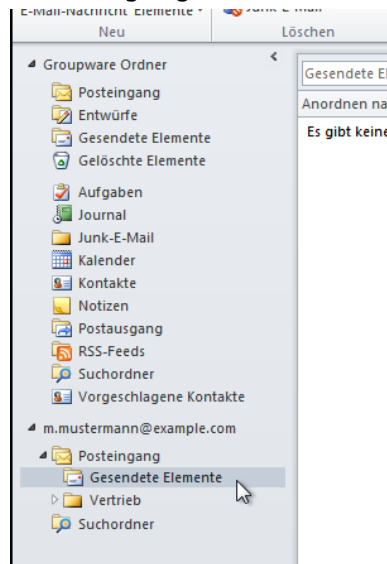 E-Mail-Nachricht Elemente
Junk-E-Mail
Neu
Löschen
Groupware Ordner
Gesendete El
Posteingang
Anordnen na
Entwürfe
Es gibt keine
Gesendete Elemente
Gelöschte Elemente
Aufgaben
Journal
Junk-E-Mail
Kalender
Kontakte
Notizen
Postausgang
RSS-Feeds
Suchordner
Vorgeschlagene Kontakte
m.mustermann@example.com
Posteingang
Gesendete Elemente
Vertrieb
Suchordner